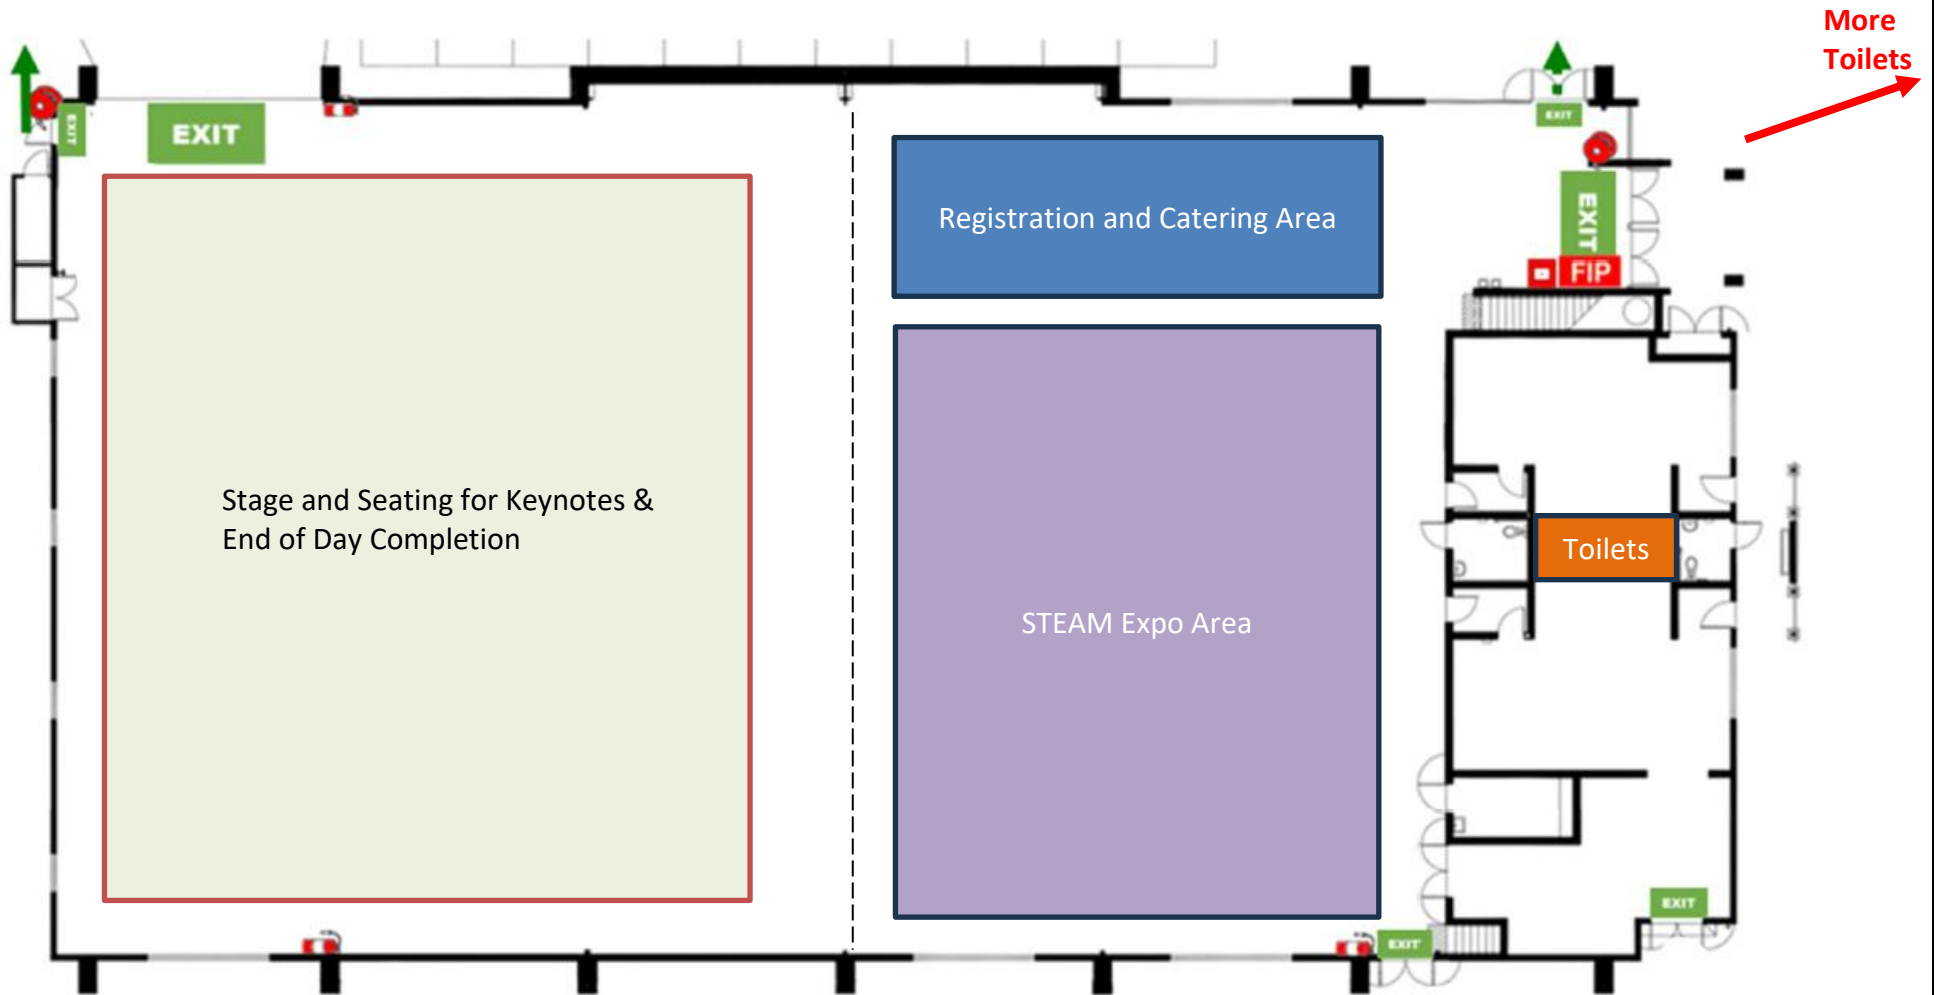 More
Toilets
EXIT
EXIT
EXIT
Registration and Catering Area
EXIT
FIP
Stage and Seating for Keynotes &
End of Day Completion
Toilets
STEAM Expo Area
EXIT
EXIT